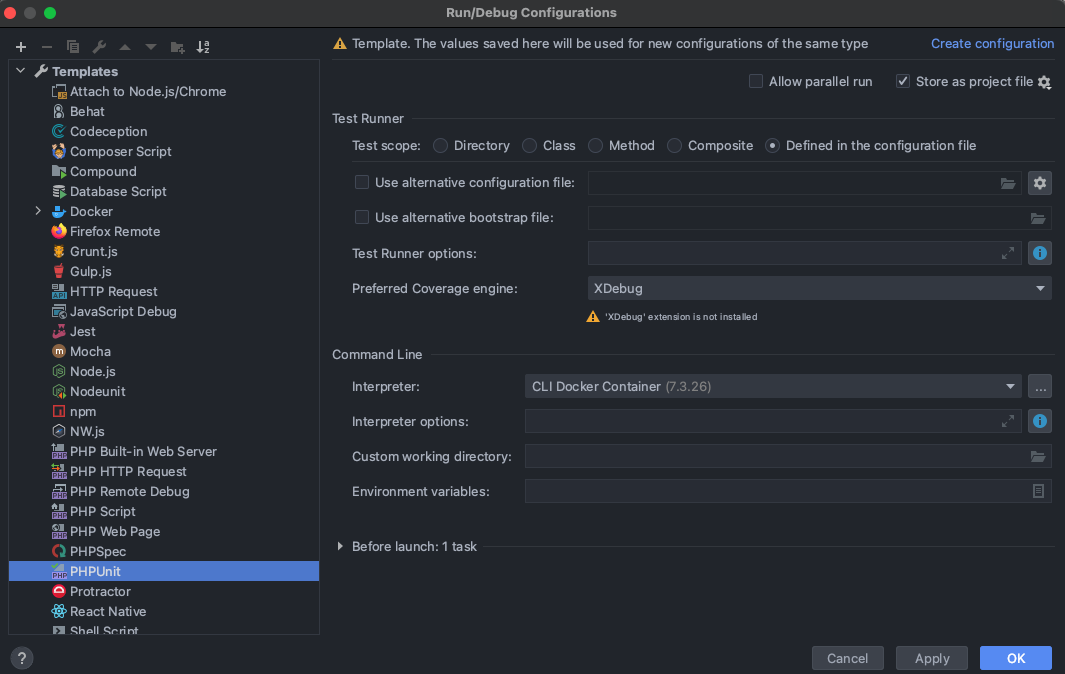 Run/Debug Configurations
Template. The values saved here will be used for new configurations of the same type
Create configuration
Templates
Attach to Node.js/Chrome
Behat
Codeception
Composer Script
Compound
Database Script
Docker
Firefox Remote
Grunt.js
Gulp.js
HTTP Request
JavaScript Debug
Jest
Mocha
Node.js
Nodeunit
npm
NW.js
PHP Built-in Web Server
PHP HTTP Request
PHP Remote Debug
PHP Script
PHP Web Page
PHPSpec
PHPUnit
Protractor
React Native
Shell Script
Allow parallel run
Store as project file
Test Runner
Test scope: Directory Class Method Composite Defined in the configuration file
Use alternative configuration file:
Use alternative bootstrap file:
Test Runner options:
Preferred Coverage engine: XDebug
'XDebug' extension is not installed
Command Line
Interpreter: CLI Docker Container (7.3.26) ...
Interpreter options:
Custom working directory:
Environment variables:
Before launch: 1 task
?
Cancel
Apply
OK